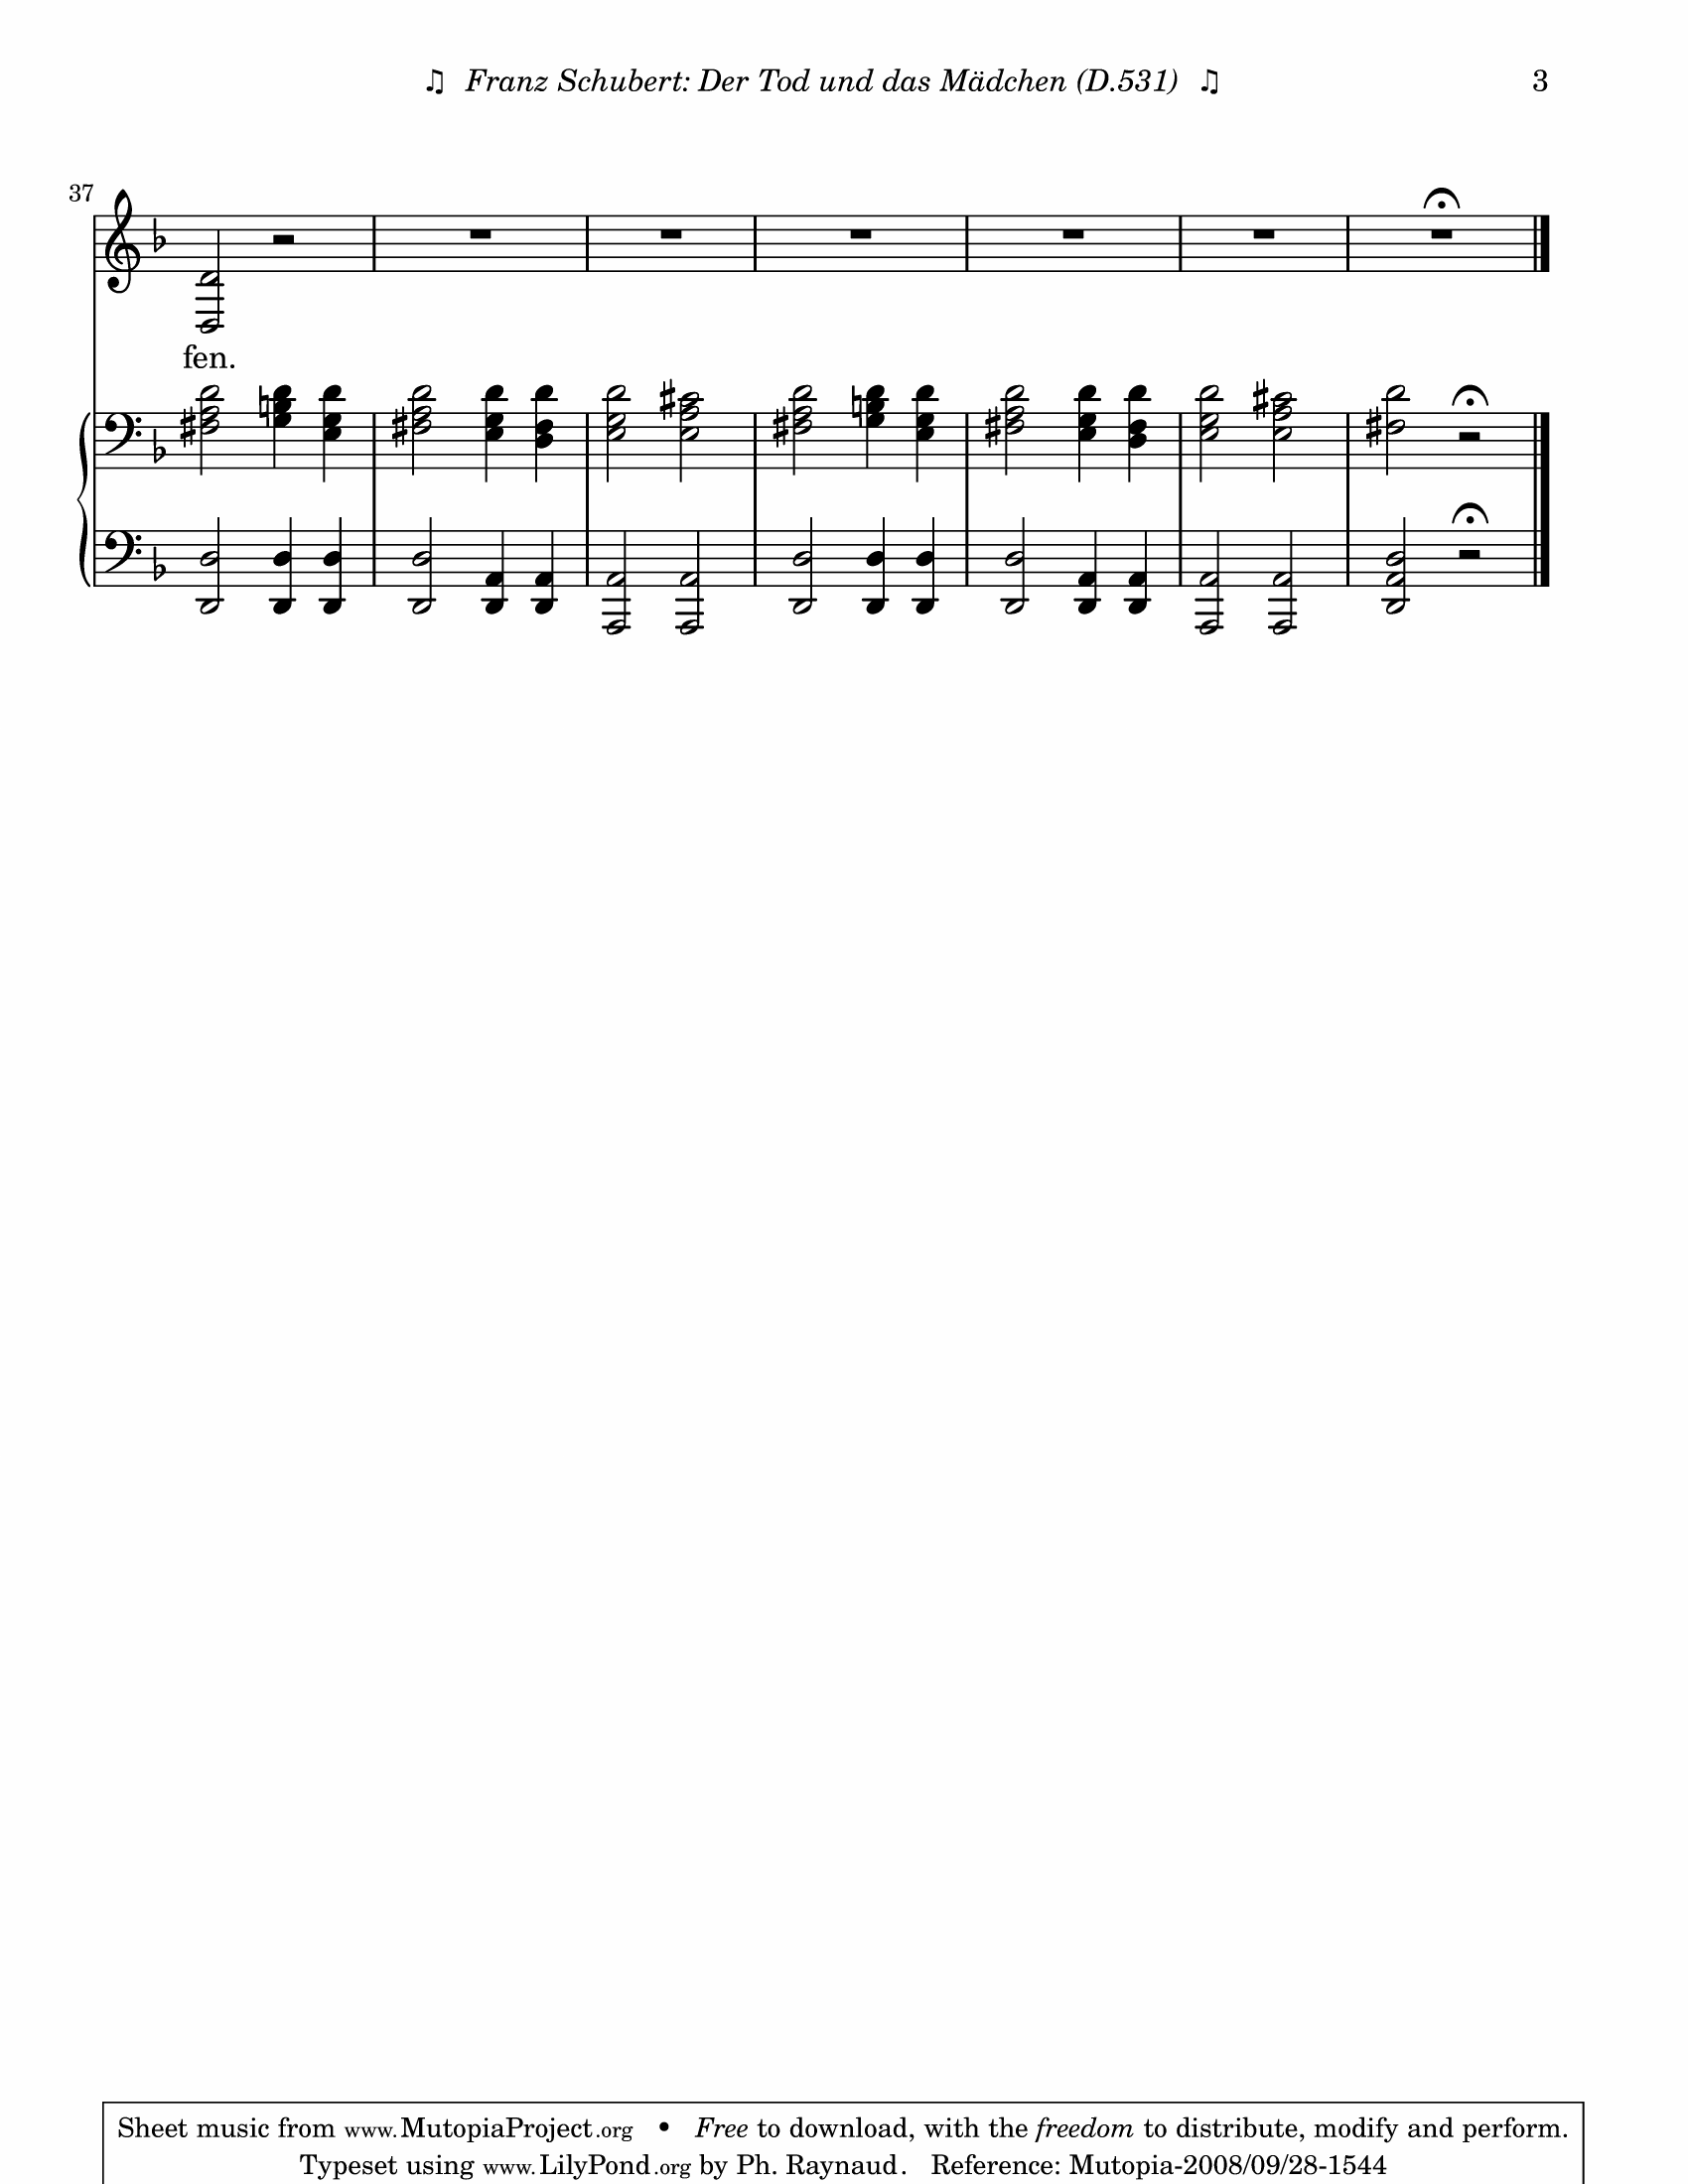 ♫ Franz Schubert: Der Tod und das Mädchen (D.531) ♫ 3
37
fen.
Sheet music from www.MutopiaProject.org • Free to download, with the freedom to distribute, modify and perform.
Typeset using www.LilyPond.org by Ph. Raynaud. Reference: Mutopia-2008/09/28-1544